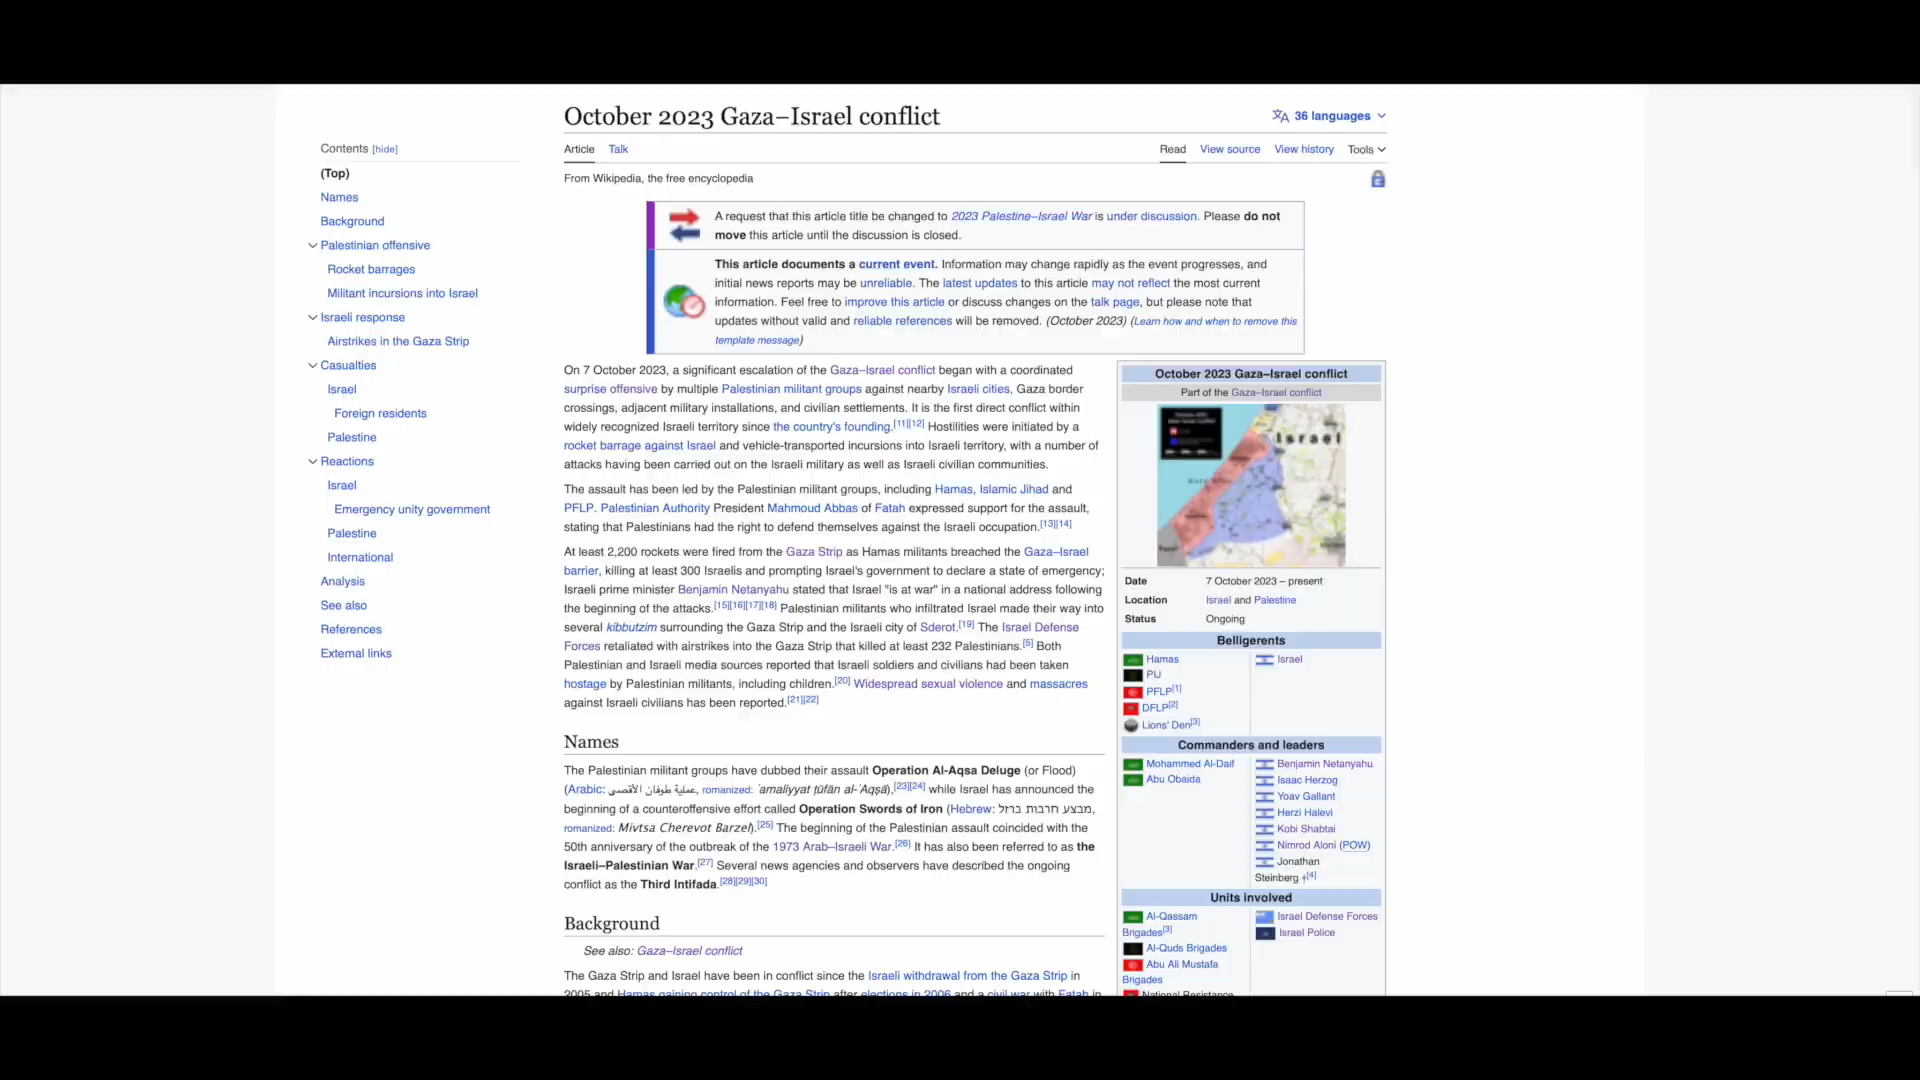 October 2023 Gaza–Israel conflict
36 languages
Contents [hide]
(Top)
Names
Background
Palestinian offensive
Rocket barrages
Militant incursions into Israel
Israeli response
Airstrikes in the Gaza Strip
Casualties
Israel
Foreign residents
Palestine
Reactions
Israel
Emergency unity government
Palestine
International
Analysis
See also
References
External links
Article Talk
Read View source View history Tools
From Wikipedia, the free encyclopedia
A request that this article title be changed to 2023 Palestine–Israel War is under discussion. Please do not
move this article until the discussion is closed.
This article documents a current event. Information may change rapidly as the event progresses, and
initial news reports may be unreliable. The latest updates to this article may not reflect the most current
information. Feel free to improve this article or discuss changes on the talk page, but please note that
updates without valid and reliable references will be removed. (October 2023) (Learn how and when to remove this
template message)
On 7 October 2023, a significant escalation of the Gaza–Israel conflict began with a coordinated
surprise offensive by multiple Palestinian militant groups against nearby Israeli cities, Gaza border
crossings, adjacent military installations, and civilian settlements. It is the first direct conflict within
widely recognized Israeli territory since the country's founding.[11][12] Hostilities were initiated by a
rocket barrage against Israel and vehicle-transported incursions into Israeli territory, with a number of
attacks having been carried out on the Israeli military as well as Israeli civilian communities.
The assault has been led by the Palestinian militant groups, including Hamas, Islamic Jihad and
PFLP. Palestinian Authority President Mahmoud Abbas of Fatah expressed support for the assault,
stating that Palestinians had the right to defend themselves against the Israeli occupation.[13][14]
At least 2,200 rockets were fired from the Gaza Strip as Hamas militants breached the Gaza–Israel
barrier, killing at least 300 Israelis and prompting Israel's government to declare a state of emergency;
Israeli prime minister Benjamin Netanyahu stated that Israel "is at war" in a national address following
the beginning of the attacks.[15][16][17][18] Palestinian militants who infiltrated Israel made their way into
several kibbutzim surrounding the Gaza Strip and the Israeli city of Sderot.[19] The Israel Defense
Forces retaliated with airstrikes into the Gaza Strip that killed at least 232 Palestinians.[5] Both
Palestinian and Israeli media sources reported that Israeli soldiers and civilians had been taken
hostage by Palestinian militants, including children.[20] Widespread sexual violence and massacres
against Israeli civilians has been reported.[21][22]
Names
The Palestinian militant groups have dubbed their assault Operation Al-Aqsa Deluge (or Flood)
(Arabic: عملية طوفان الأقصى, romanized: ʿamaliyyat ṭūfān al-ʾAqṣā),[23][24] while Israel has announced the
beginning of a counteroffensive effort called Operation Swords of Iron (Hebrew: מבצע חרבות ברזל,
romanized: Mivtsa Cherevot Barzel).[25] The beginning of the Palestinian assault coincided with the
50th anniversary of the outbreak of the 1973 Arab–Israeli War.[26] It has also been referred to as the
Israeli–Palestinian War.[27] Several news agencies and observers have described the ongoing
conflict as the Third Intifada.[28][29][30]
Background
See also: Gaza–Israel conflict
The Gaza Strip and Israel have been in conflict since the Israeli withdrawal from the Gaza Strip in
2005 and Hamas gaining control of the Gaza Strip after elections in 2006 and a civil war with Fatah in
October 2023 Gaza–Israel conflict
Part of the Gaza–Israel conflict
Israel
Date 7 October 2023 – present
Location Israel and Palestine
Status Ongoing
Belligerents
Hamas
PIJ
PFLP[1]
DFLP[2]
Lions' Den[3]
Israel
Commanders and leaders
Mohammed Al-Daif
Abu Obaida
Benjamin Netanyahu
Isaac Herzog
Yoav Gallant
Herzi Halevi
Kobi Shabtai
Nimrod Aloni (POW)
Jonathan
Steinberg †[4]
Units involved
Al-Qassam
Brigades[3]
Al-Quds Brigades
Abu Ali Mustafa
Brigades
National Resistance
Israel Defense Forces
Israel Police